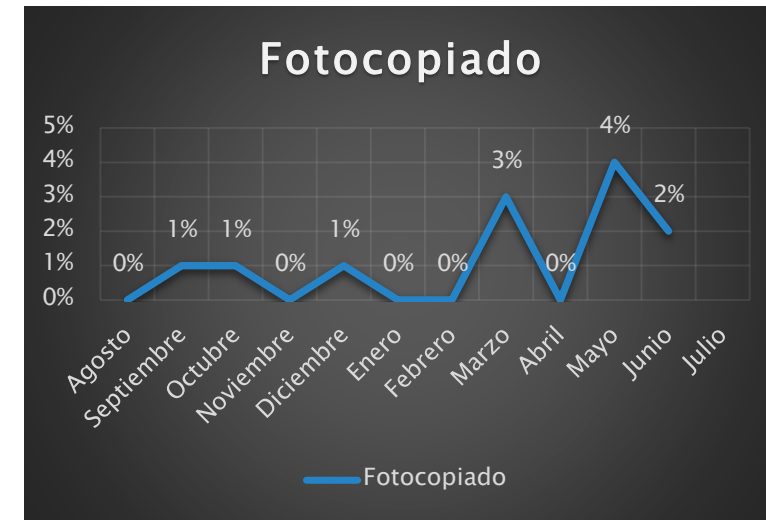 Fotocopiado
5%
4%
3%
2%
1%
0%
0%
1%
1%
0%
1%
0%
0%
3%
0%
4%
2%
Agosto
Septiembre
Octubre
Noviembre
Diciembre
Enero
Febrero
Marzo
Abril
Mayo
Junio
Julio
Fotocopiado